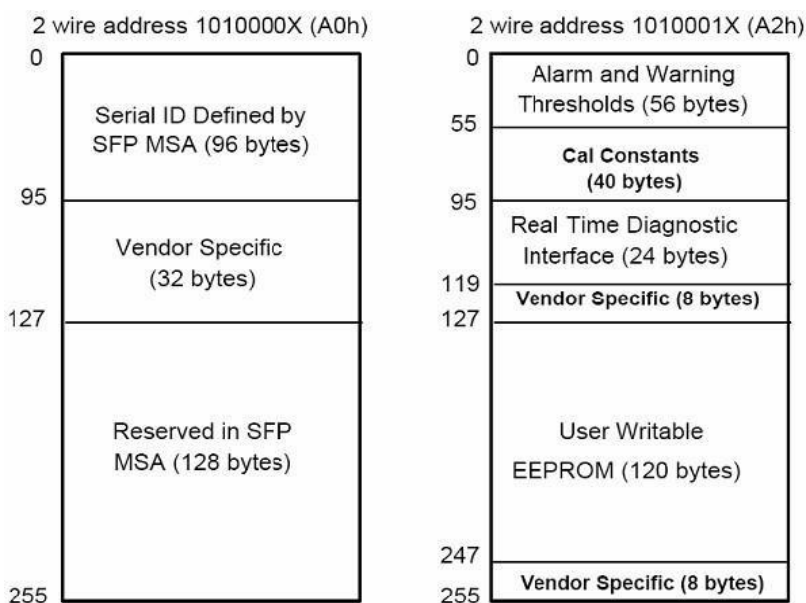 2 wire address 1010000X (A0h)
0
Serial ID Defined by
SFP MSA (96 bytes)
95
Vendor Specific
(32 bytes)
127
Reserved in SFP
MSA (128 bytes)
255
2 wire address 1010001X (A2h)
0
Alarm and Warning
Thresholds (56 bytes)
55
Cal Constants
(40 bytes)
95
Real Time Diagnostic
Interface (24 bytes)
119
Vendor Specific (8 bytes)
127
User Writable
EEPROM (120 bytes)
247
Vendor Specific (8 bytes)
255